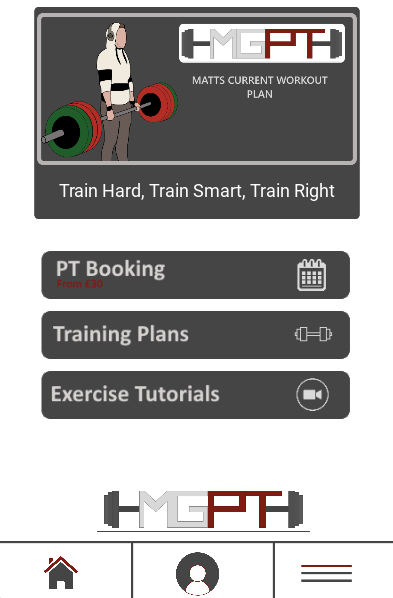 MGPT
MATTS CURRENT WORKOUT
PLAN
Train Hard, Train Smart, Train Right
PT Booking
From £30
Training Plans
Exercise Tutorials
MGPT